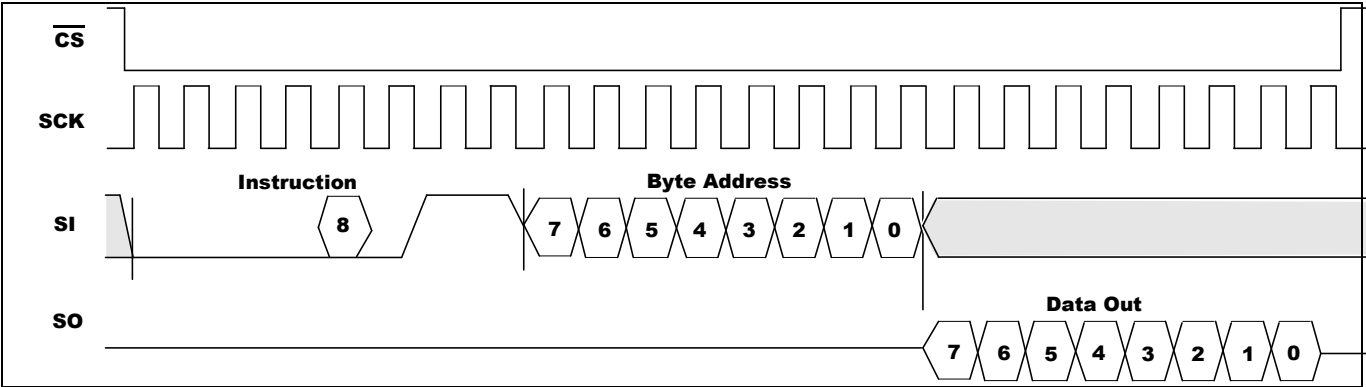 CS
SCK
Instruction
Byte Address
SI
8
7 6 5 4 3 2 1 0
Data Out
SO
7 6 5 4 3 2 1 0